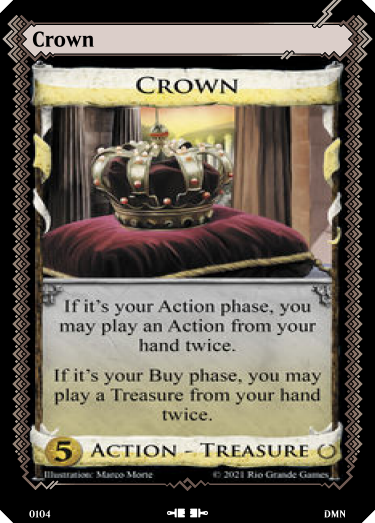 Crown
CROWN
If it's your Action phase, you
may play an Action from your
hand twice.
If it's your Buy phase, you may
play a Treasure from your hand
twice.
5 ACTION - TREASURE
Illustration: Marco Morte © 2021 Rio Grande Games
0104 DMN